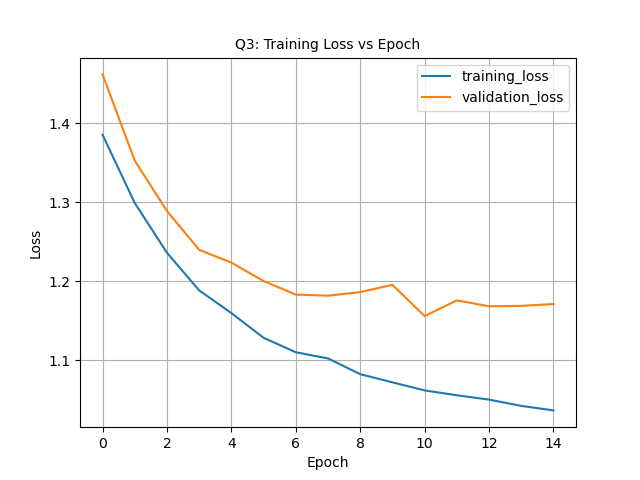 Q3: Training Loss vs Epoch
training_loss
validation_loss
1.4
1.3
1.2
1.1
Loss
0 2 4 6 8 10 12 14
Epoch